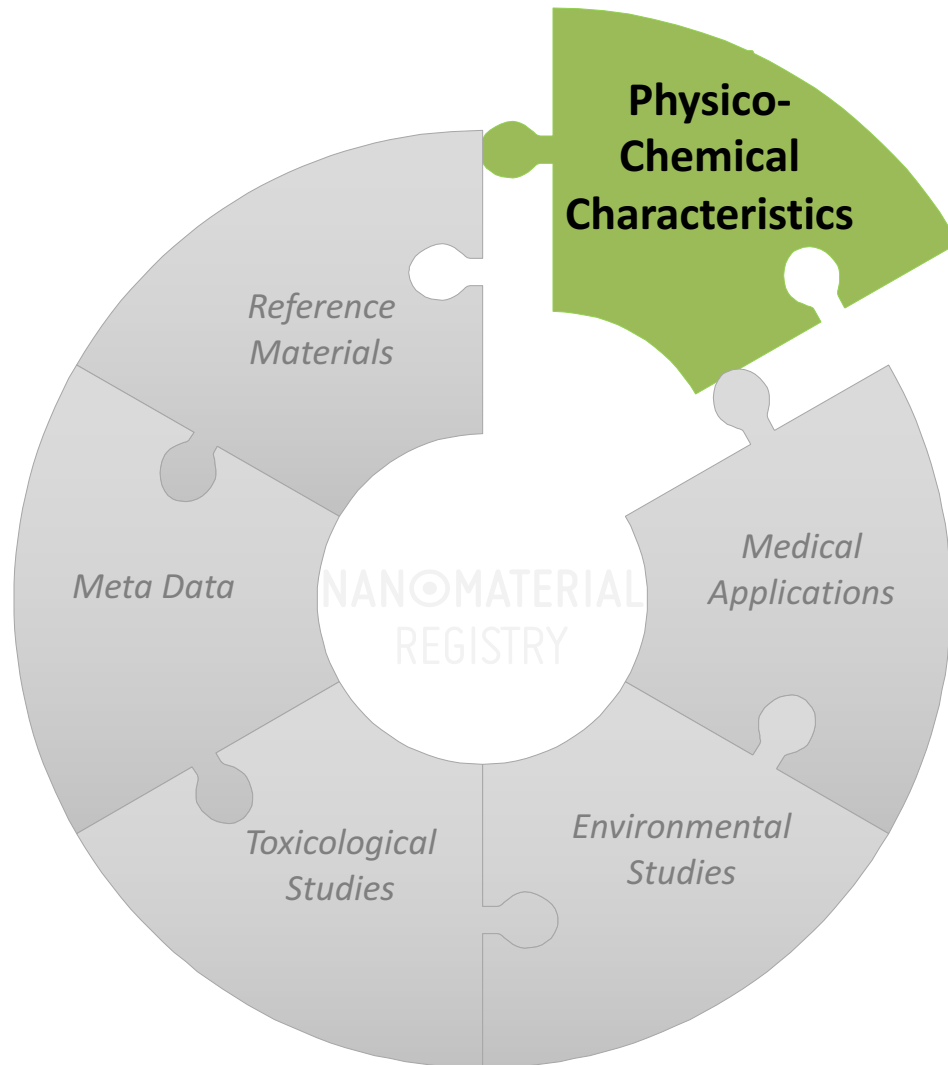 Physico-
Chemical
Characteristics
Reference
Materials
Medical
Applications
Meta Data
NANOMATERIAL
REGISTRY
Environmental
Studies
Toxicological
Studies